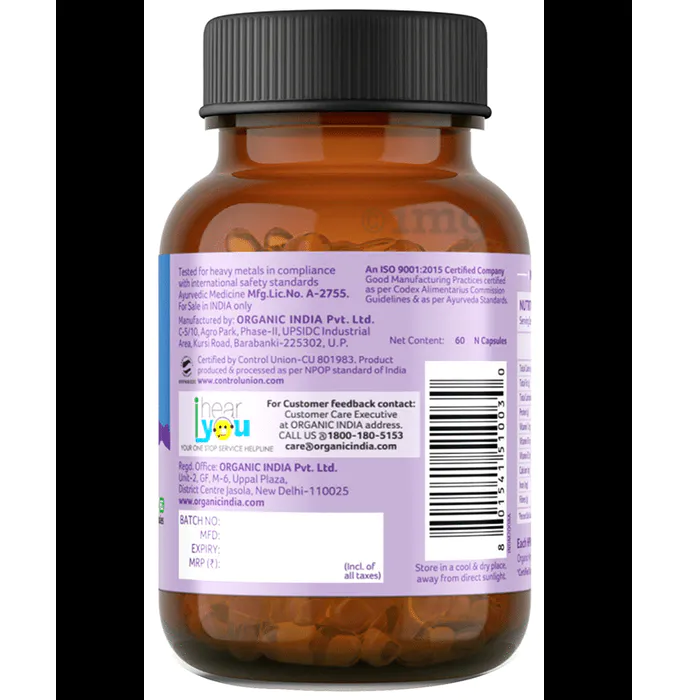 Tested for heavy metals in compliance
with international safety standards
Ayurvedic Medicine Mfg.Lic.No. A-2755.
For Sale in INDIA only
Manufactured by: ORGANIC INDIA Pvt. Ltd.
C-5/10, Agro Park, Phase-II, UPSIDC Industrial
Area, Kursi Road, Barabanki-225302, U.P.
An ISO 9001:2015 Certified Company
Good Manufacturing Practices certified
as per Codex Alimentarius Commission
Guidelines & as per Ayurveda Standards.
Net Content: 60 N Capsules
Certified by Control Union-CU 801983. Product
produced & processed as per NPOP standard of India
www.controlunion.com
i hear
you
YOUR ONE STOP SERVICE HELPLINE
For Customer feedback contact:
Customer Care Executive
at ORGANIC INDIA address.
CALL US @1800-180-5153
care@organicindia.com
Regd. Office: ORGANIC INDIA Pvt. Ltd.
Unit-2, GF, M-6, Uppal Plaza,
District Centre Jasola, New Delhi-110025
www.organicindia.com
BATCH NO:
MFD:
EXPIRY:
MRP (₹):
(Incl. of
all taxes)
8 015415 51003 0
Store in a cool & dry place,
away from direct sunlight.